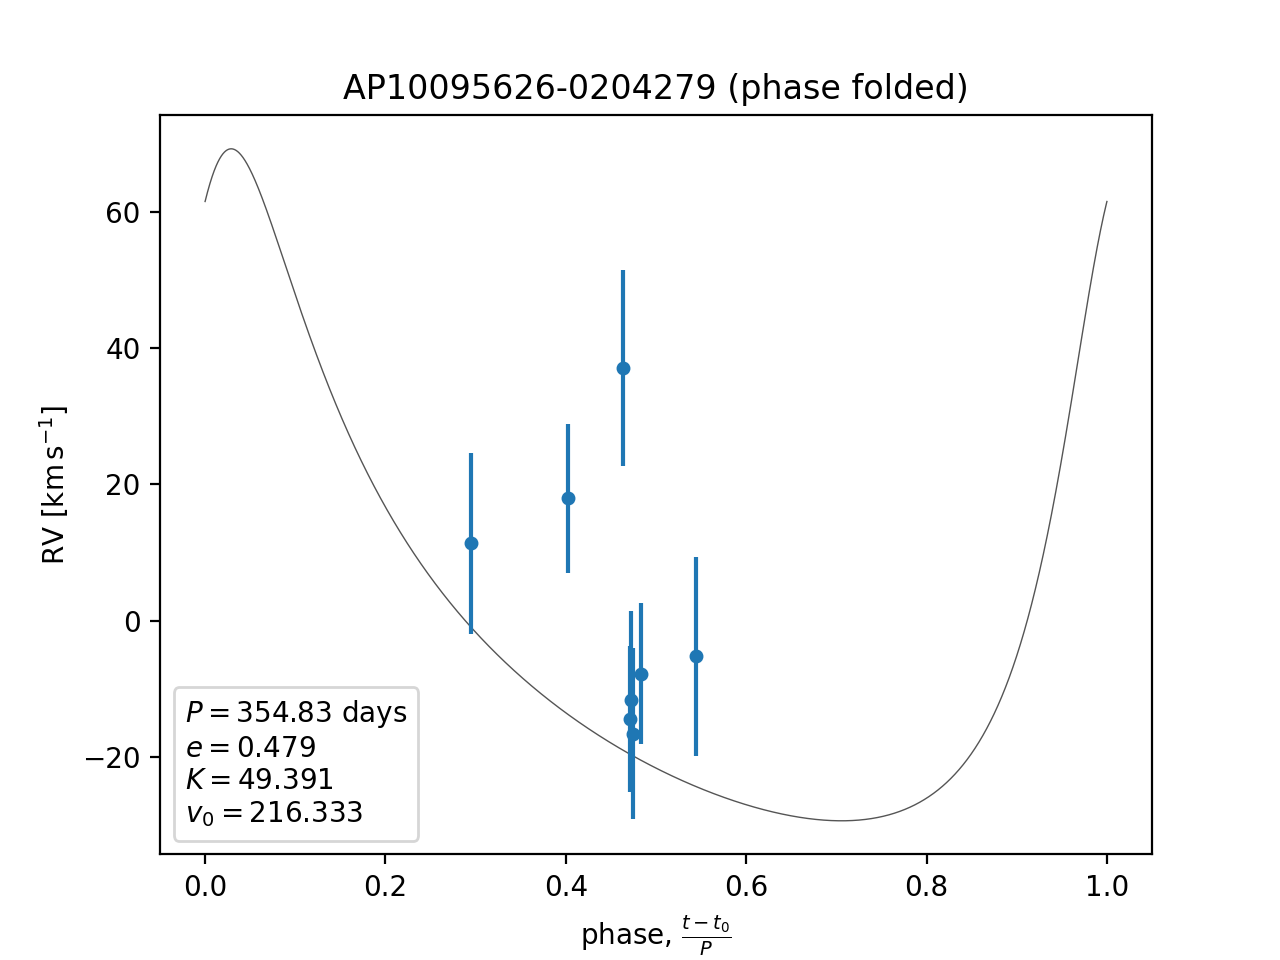 AP10095626-0204279 (phase folded)
RV [km s⁻¹]
60
40
20
0
−20
P = 354.83 days
e = 0.479
K = 49.391
v₀ = 216.333
0.0 0.2 0.4 0.6 0.8 1.0
phase, (t − t₀)/P